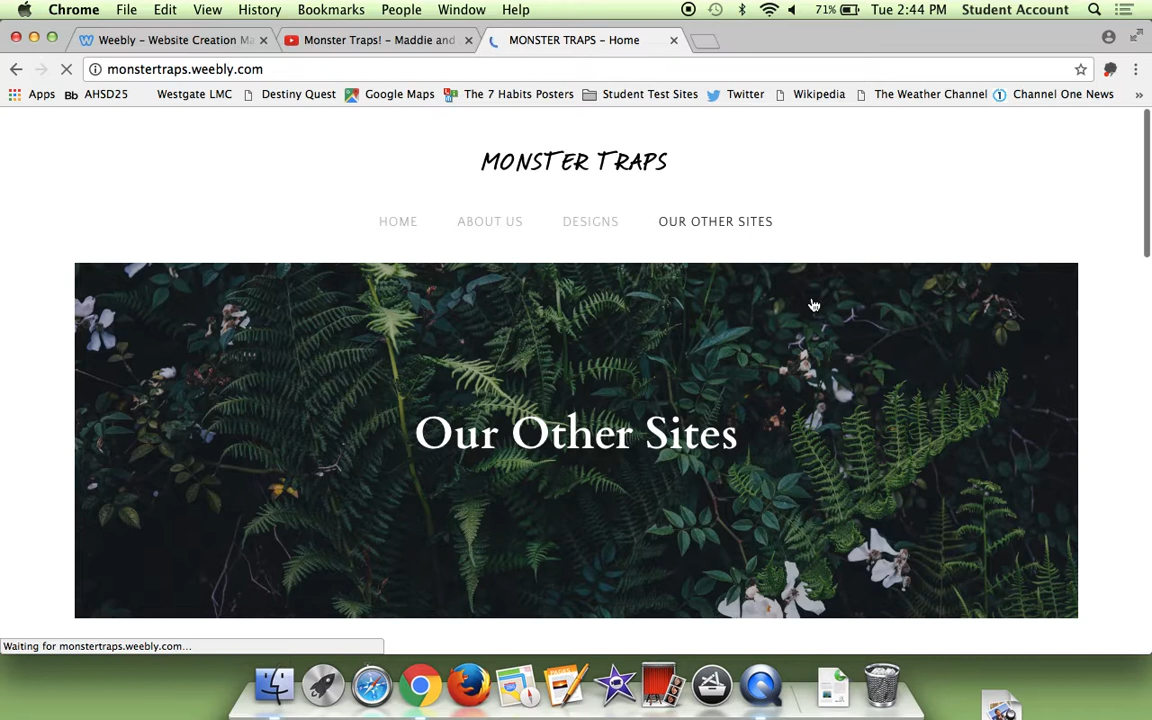 Chrome File Edit View History Bookmarks People Window Help 71% Tue 2:44 PM Student Account
Weebly - Website Creation Ma Monster Traps! - Maddie and MONSTER TRAPS - Home
monstertraps.weebly.com
Apps Bb AHSD25 Westgate LMC Destiny Quest Google Maps The 7 Habits Posters Student Test Sites Twitter Wikipedia The Weather Channel Channel One News »
MONSTER TRAPS
HOME ABOUT US DESIGNS OUR OTHER SITES
Our Other Sites
Waiting for monstertraps.weebly.com...